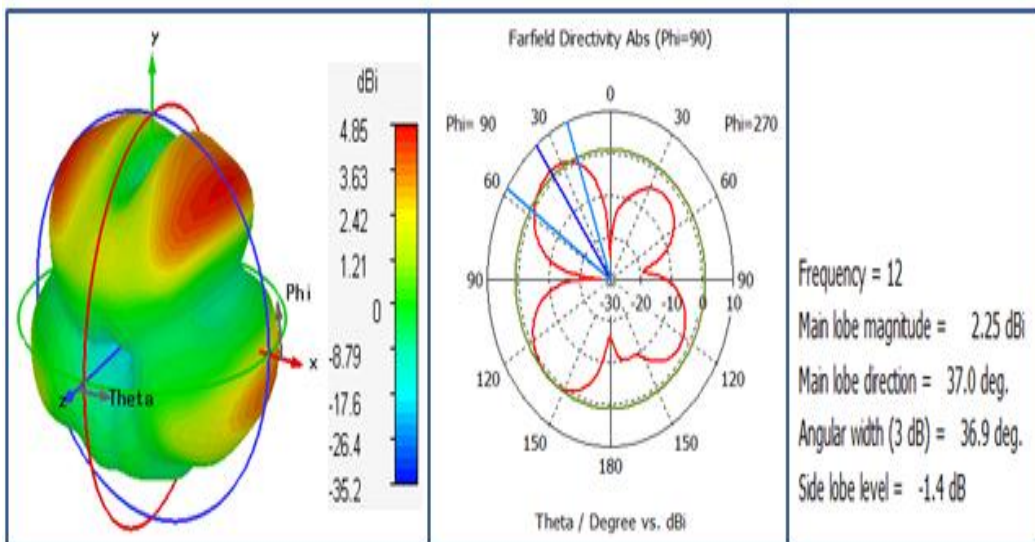 y
dBi
4.85
3.63
2.42
1.21
0
-8.79
-17.6
-26.4
-35.2
Phi
x
z
Theta
Farfield Directivity Abs (Phi=90)
0
30
30
Phi= 90
Phi=270
60
60
90
90
-30
-20
-10
0
10
120
120
150
150
180
Theta / Degree vs. dBi
Frequency = 12
Main lobe magnitude = 2.25 dBi
Main lobe direction = 37.0 deg.
Angular width (3 dB) = 36.9 deg.
Side lobe level = -1.4 dB